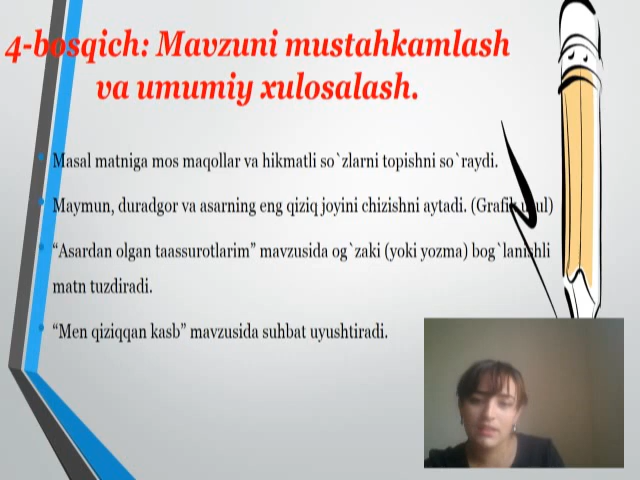 4-bosqich: Mavzuni mustahkamlash
va umumiy xulosalash.
Masal matniga mos maqollar va hikmatli so`zlarni topishni so`raydi.
Maymun, duradgor va asarning eng qiziq joyini chizishni aytadi. (Grafik usul)
“Asardan olgan taassurotlarim” mavzusida og`zaki (yoki yozma) bog`lanishli
matn tuzdiradi.
“Men qiziqqan kasb” mavzusida suhbat uyushtiradi.